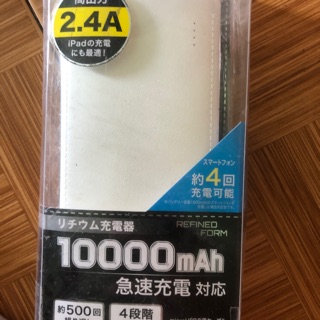 高出力
2.4A
iPadの充電
にも最適!
スマートフォン
約4回
充電可能
リチウム充電器
REFINED
FORM
10000mAh
急速充電 対応
約500回
4段階